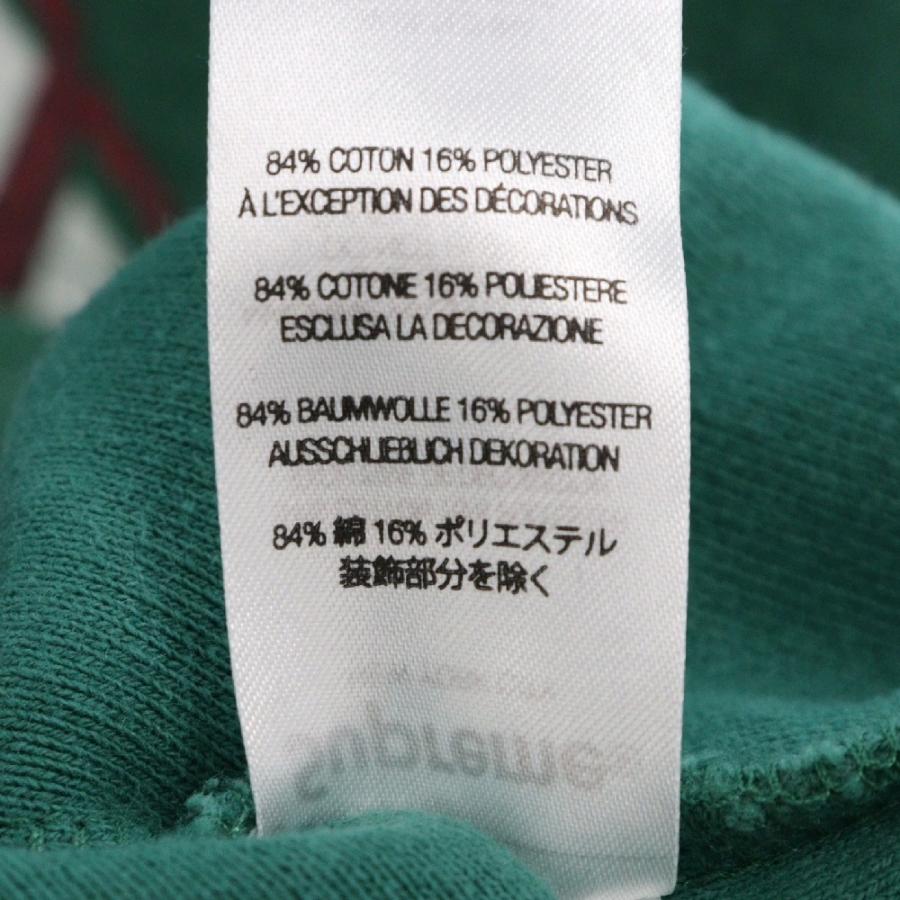 84% COTON 16% POLYESTER
À L'EXCEPTION DES DÉCORATIONS
84% COTONE 16% POLIESTERE
ESCLUSA LA DECORAZIONE
84% BAUMWOLLE 16% POLYESTER
AUSSCHLIEBLICH DEKORATION
84% 綿 16% ポリエステル
装飾部分を除く
Supreme